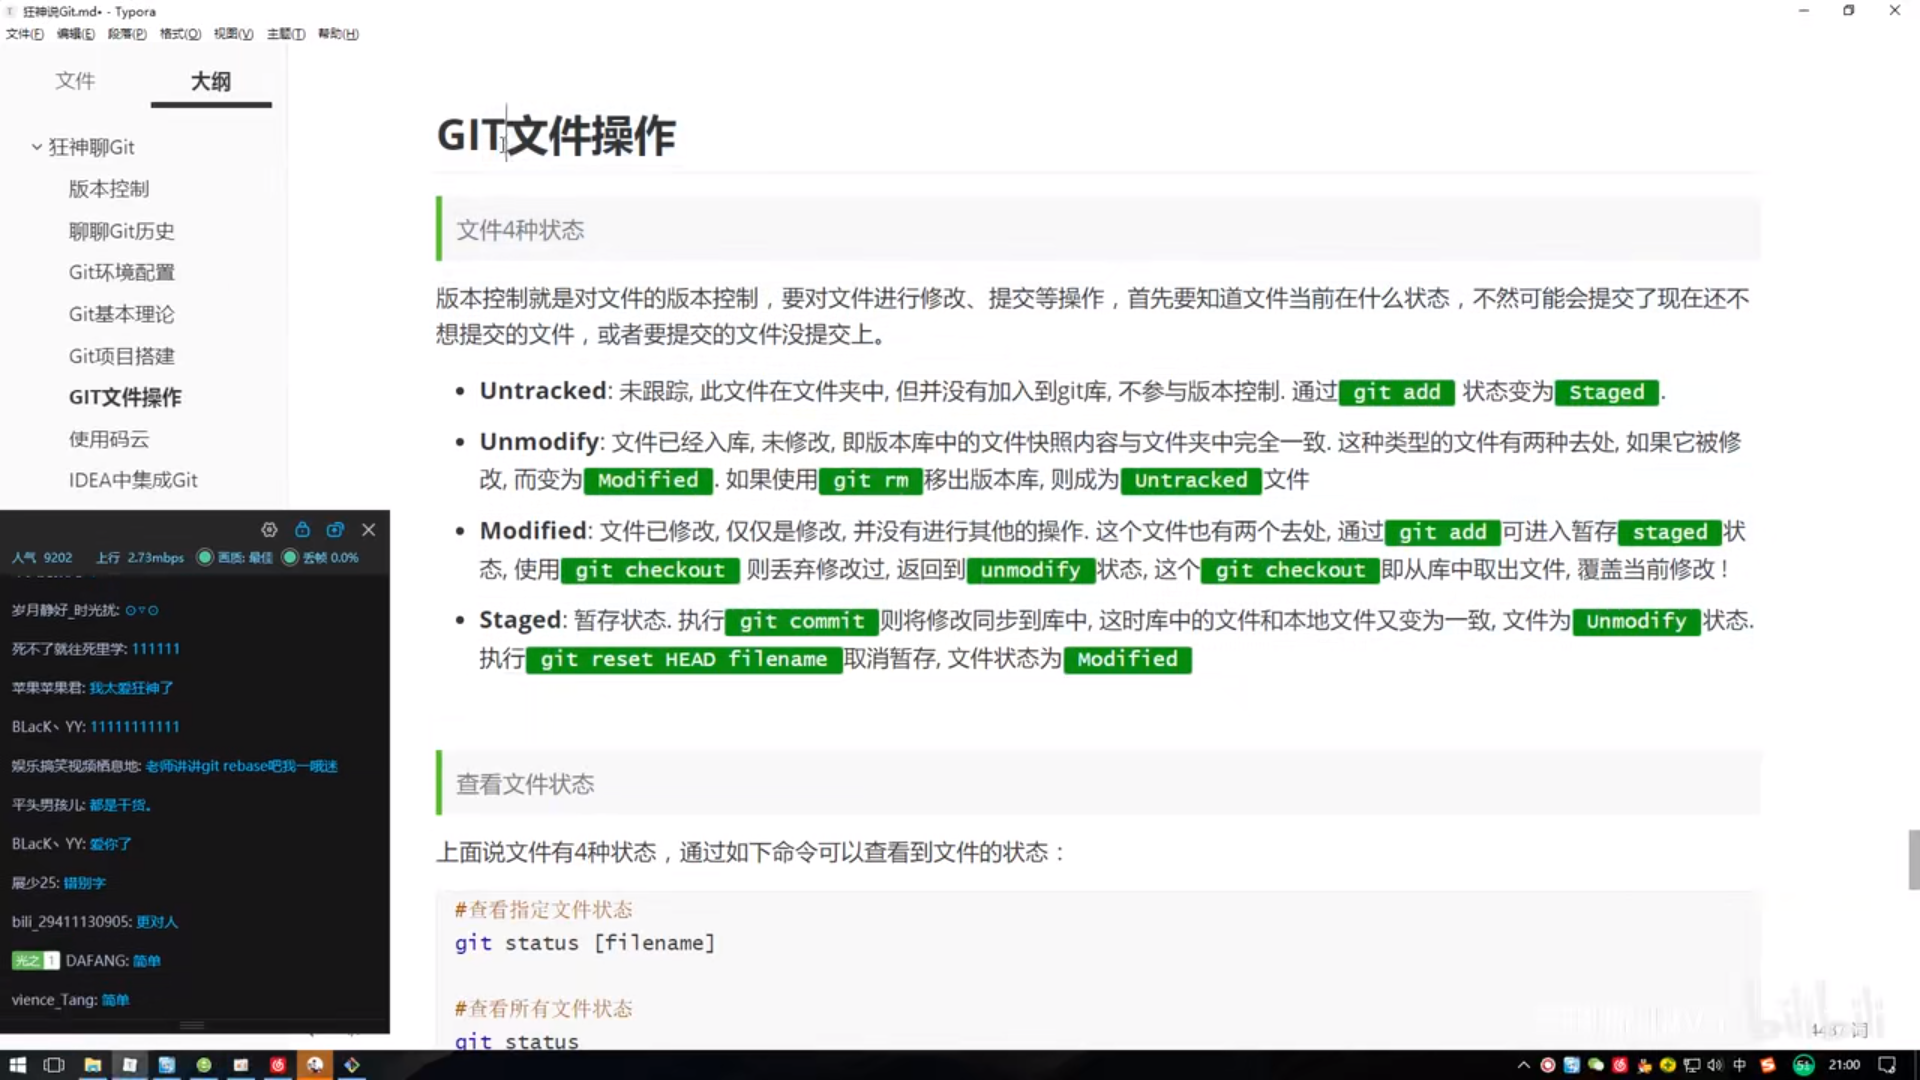 狂神说Git.md• - Typora
文件(F) 编辑(E) 段落(P) 格式(O) 视图(V) 主题(T) 帮助(H)
文件 大纲
狂神聊Git
版本控制
聊聊Git历史
Git环境配置
Git基本理论
Git项目搭建
GIT文件操作
使用码云
IDEA中集成Git
GIT文件操作
文件4种状态
版本控制就是对文件的版本控制，要对文件进行修改、提交等操作，首先要知道文件当前在什么状态，不然可能会提交了现在还不
想提交的文件，或者要提交的文件没提交上。
Untracked: 未跟踪, 此文件在文件夹中, 但并没有加入到git库, 不参与版本控制. 通过 git add 状态变为 Staged .
Unmodify: 文件已经入库, 未修改, 即版本库中的文件快照内容与文件夹中完全一致. 这种类型的文件有两种去处, 如果它被修
改, 而变为 Modified . 如果使用 git rm 移出版本库, 则成为 Untracked 文件
Modified: 文件已修改, 仅仅是修改, 并没有进行其他的操作. 这个文件也有两个去处, 通过 git add 可进入暂存 staged 状
态, 使用 git checkout 则丢弃修改过, 返回到 unmodify 状态, 这个 git checkout 即从库中取出文件, 覆盖当前修改 !
Staged: 暂存状态. 执行 git commit 则将修改同步到库中, 这时库中的文件和本地文件又变为一致, 文件为 Unmodify 状态.
执行 git reset HEAD filename 取消暂存, 文件状态为 Modified
查看文件状态
上面说文件有4种状态，通过如下命令可以查看到文件的状态：
#查看指定文件状态
git status [filename]
#查看所有文件状态
git status
人气 9202 上行 2.73mbps 画质: 最佳 丢帧 0.0%
岁月静好_时光扰: ⊙▽⊙
死不了就往死里学: 111111
苹果苹果君: 我太爱狂神了
BLacK丶YY: 11111111111
娱乐搞笑视频栖息地: 老师讲讲git rebase吧我一哦迷
平头男孩儿: 都是干货。
BLacK丶YY: 爱你了
展少25: 错别字
bili_29411130905: 更对人
光之 1 DAFANG: 简单
vience_Tang: 简单
bilibili
中 51 21:00